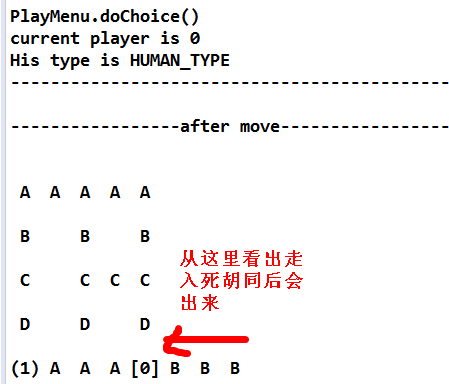 PlayMenu.doChoice()
current player is 0
His type is HUMAN_TYPE
--------------------------------------------
-----------------after move-----------------
A A A A A
B B B
从这里看出走
C C C C
入死胡同后会
出来
D D D
(1) A A A [0] B B B